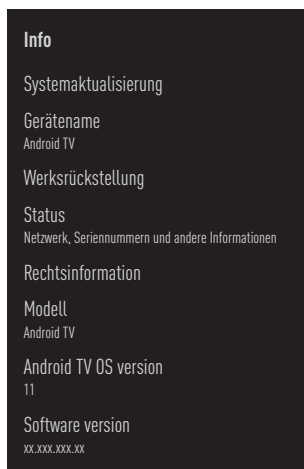 Info
Systemaktualisierung
Gerätename
Android TV
Werksrückstellung
Status
Netzwerk, Seriennummern und andere Informationen
Rechtsinformation
Modell
Android TV
Android TV OS version
11
Software version
xx.xxx.xxx.xx